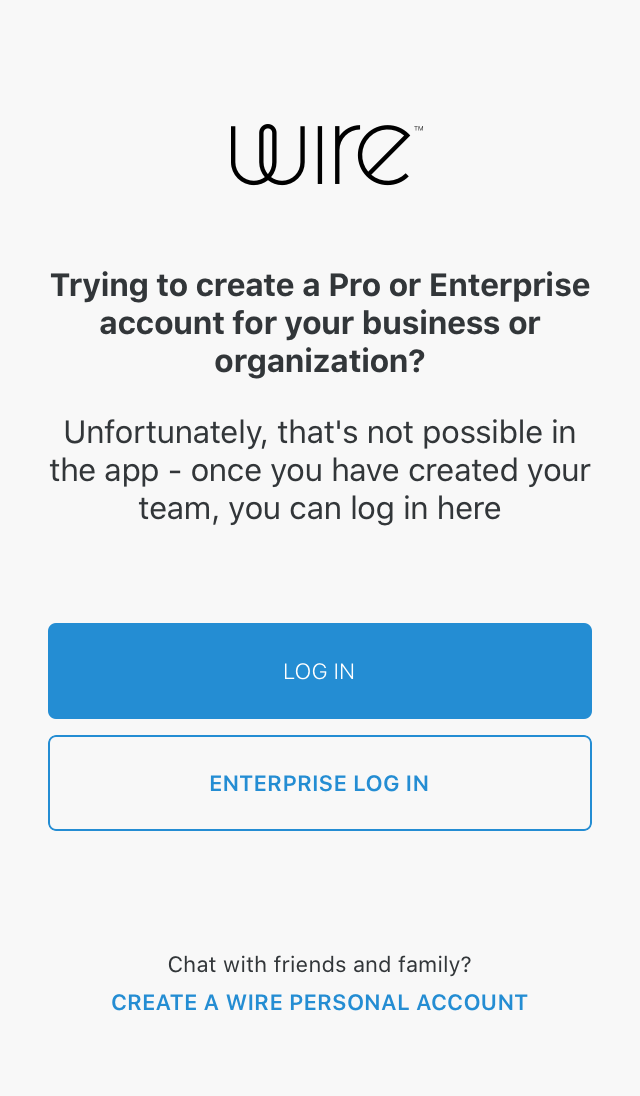 wire™
Trying to create a Pro or Enterprise
account for your business or
organization?
Unfortunately, that's not possible in
the app - once you have created your
team, you can log in here
LOG IN
ENTERPRISE LOG IN
Chat with friends and family?
CREATE A WIRE PERSONAL ACCOUNT